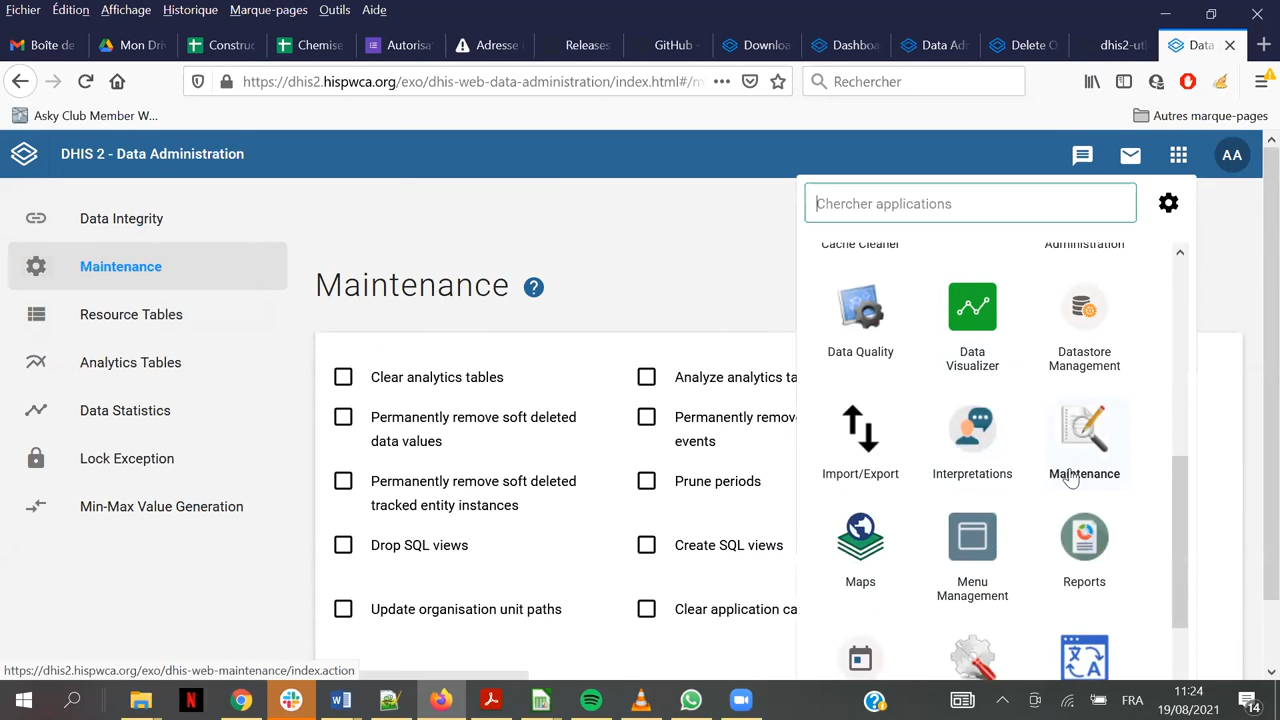 Fichier Édition Affichage Historique Marque-pages Outils Aide
Boîte de
Mon Dri
Construc
Chemise
Autorisa
Adresse
Releases
GitHub -
Downloa
Dashboa
Data Adm
Delete O
dhis2-uti
Data
https://dhis2.hispwca.org/exo/dhis-web-data-administration/index.html#/m
Rechercher
Asky Club Member W...
Autres marque-pages
DHIS 2 - Data Administration
AA
Data Integrity
Maintenance
Resource Tables
Analytics Tables
Data Statistics
Lock Exception
Min-Max Value Generation
Maintenance
?
Clear analytics tables
Analyze analytics ta
Permanently remove soft deleted
data values
Permanently remove
events
Permanently remove soft deleted
tracked entity instances
Prune periods
Drop SQL views
Create SQL views
Update organisation unit paths
Clear application ca
Chercher applications
Cache Cleaner
Administration
Data Quality
Data
Visualizer
Datastore
Management
Import/Export
Interpretations
Maintenance
Maps
Menu
Management
Reports
https://dhis2.hispwca.org/exo/dhis-web-maintenance/index.action
FRA
11:24
19/08/2021
14